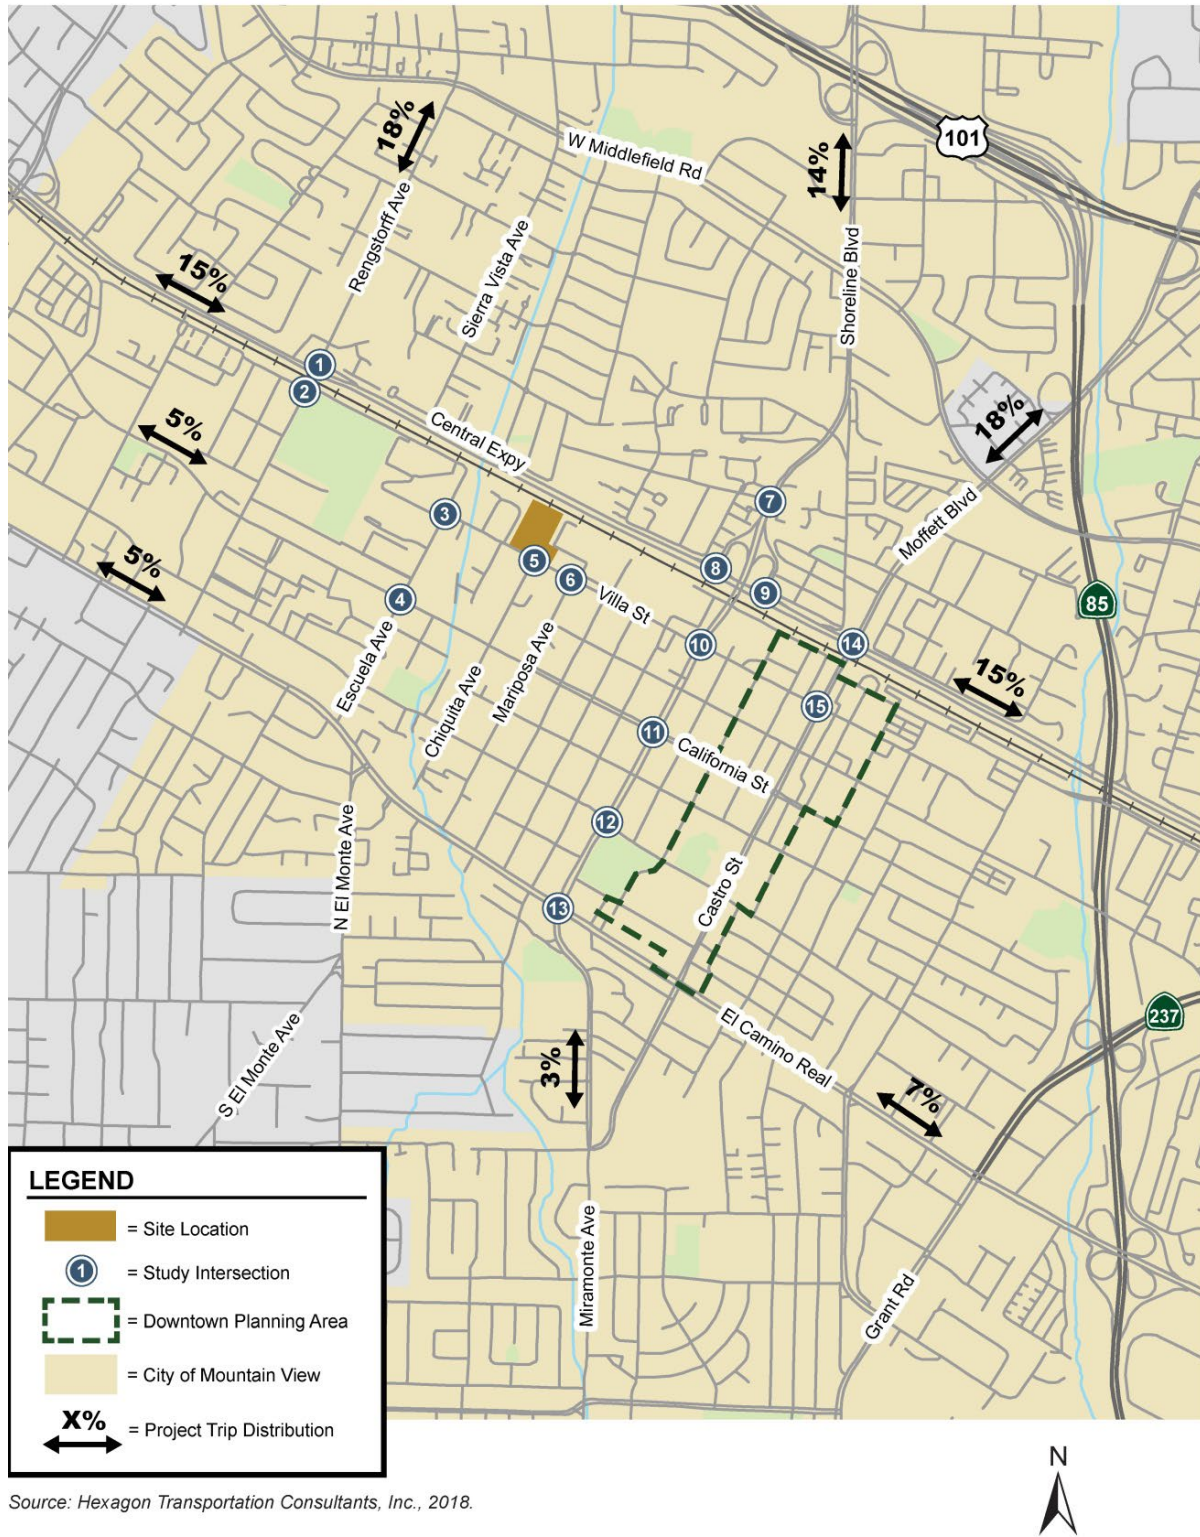 101
18%
W Middlefield Rd
14%
Rengstorff Ave
Sierra Vista Ave
Shoreline Blvd
15%
1
2
18%
5%
Central Expy
3
7
Moffett Blvd
5%
5
6
8
9
4
Villa St
85
10
14
Escuela Ave
Mariposa Ave
Chiquita Ave
15%
15
11
California St
12
N El Monte Ave
Castro St
13
237
El Camino Real
S El Monte Ave
3%
7%
LEGEND
= Site Location
1 = Study Intersection
= Downtown Planning Area
= City of Mountain View
X% = Project Trip Distribution
Miramonte Ave
Grant Rd
N
Source: Hexagon Transportation Consultants, Inc., 2018.